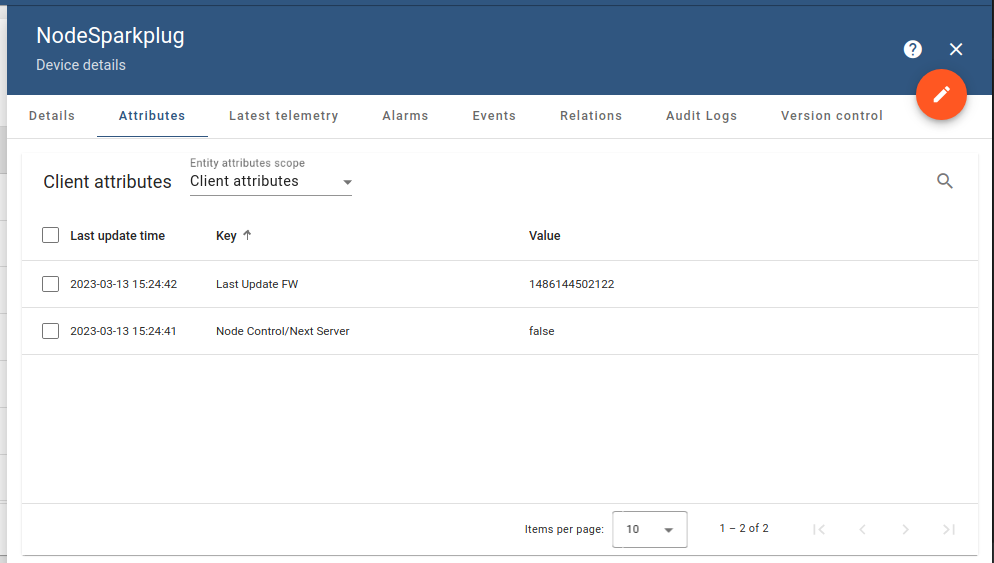 NodeSparkplug
Device details
Details Attributes Latest telemetry Alarms Events Relations Audit Logs Version control
Entity attributes scope
Client attributes Client attributes
Last update time Key Value
2023-03-13 15:24:42 Last Update FW 1486144502122
2023-03-13 15:24:41 Node Control/Next Server false
Items per page: 10 1 – 2 of 2